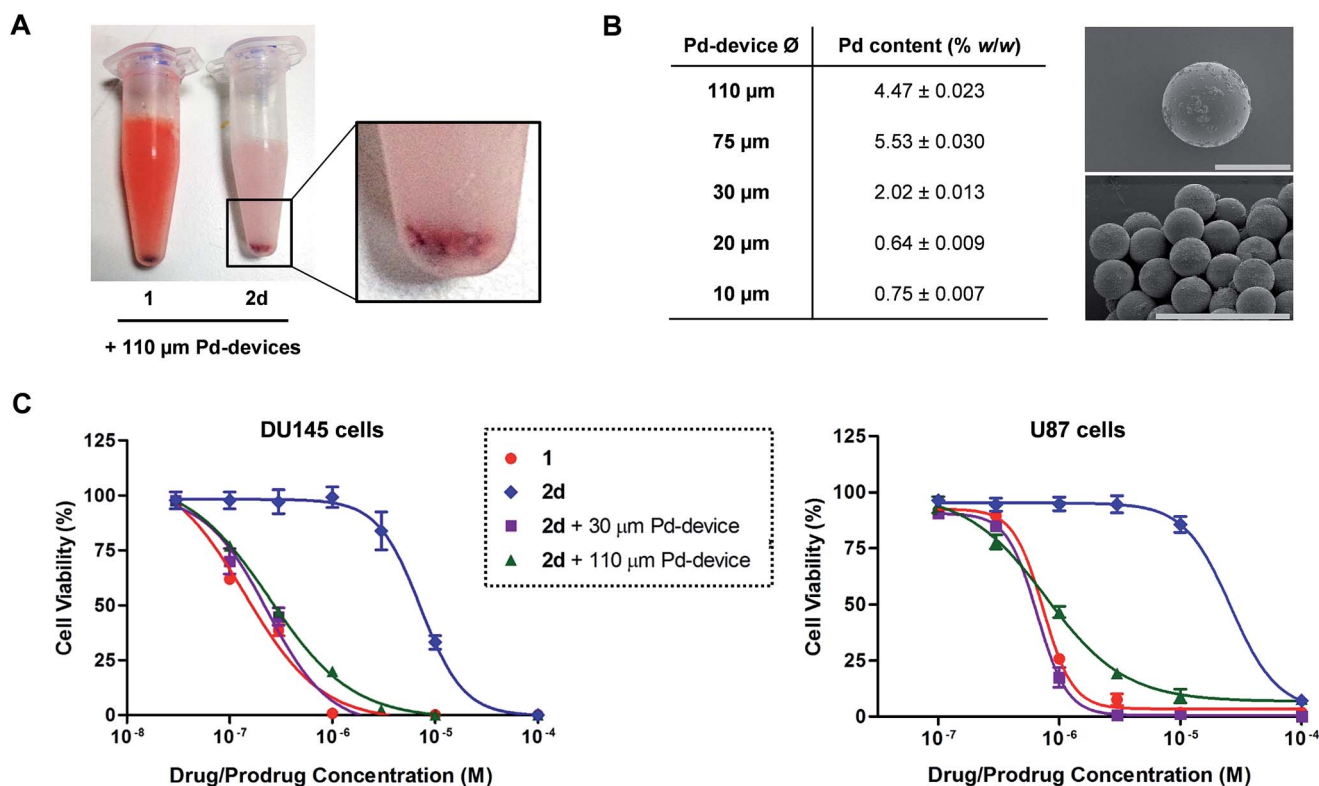 A
1
2d
+ 110 µm Pd-devices
B
Pd-device Ø
Pd content (% w/w)
110 µm
4.47 ± 0.023
75 µm
5.53 ± 0.030
30 µm
2.02 ± 0.013
20 µm
0.64 ± 0.009
10 µm
0.75 ± 0.007
C
DU145 cells
Cell Viability (%)
125
100
75
50
25
0
10⁻⁸
10⁻⁷
10⁻⁶
10⁻⁵
10⁻⁴
Drug/Prodrug Concentration (M)
1
2d
2d + 30 µm Pd-device
2d + 110 µm Pd-device
U87 cells
Cell Viability (%)
125
100
75
50
25
0
10⁻⁷
10⁻⁶
10⁻⁵
10⁻⁴
Drug/Prodrug Concentration (M)